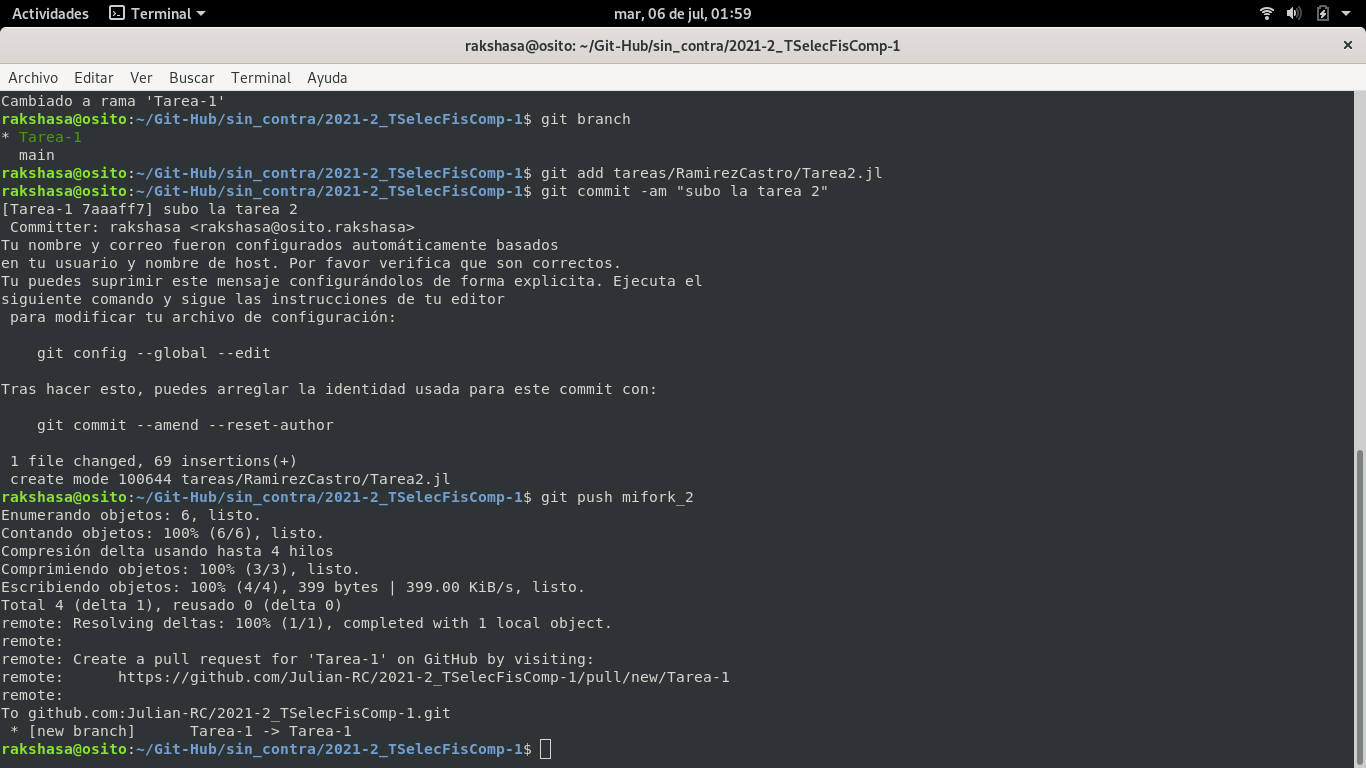 Actividades Terminal mar, 06 de jul, 01:59
rakshasa@osito: ~/Git-Hub/sin_contra/2021-2_TSelecFisComp-1 ×
Archivo Editar Ver Buscar Terminal Ayuda
Cambiado a rama 'Tarea-1'
rakshasa@osito:~/Git-Hub/sin_contra/2021-2_TSelecFisComp-1$ git branch
* Tarea-1
  main
rakshasa@osito:~/Git-Hub/sin_contra/2021-2_TSelecFisComp-1$ git add tareas/RamirezCastro/Tarea2.jl
rakshasa@osito:~/Git-Hub/sin_contra/2021-2_TSelecFisComp-1$ git commit -am "subo la tarea 2"
[Tarea-1 7aaaff7] subo la tarea 2
 Committer: rakshasa <rakshasa@osito.rakshasa>
Tu nombre y correo fueron configurados automáticamente basados
en tu usuario y nombre de host. Por favor verifica que son correctos.
Tu puedes suprimir este mensaje configurándolos de forma explicita. Ejecuta el
siguiente comando y sigue las instrucciones de tu editor
 para modificar tu archivo de configuración:
    git config --global --edit
Tras hacer esto, puedes arreglar la identidad usada para este commit con:
    git commit --amend --reset-author
 1 file changed, 69 insertions(+)
 create mode 100644 tareas/RamirezCastro/Tarea2.jl
rakshasa@osito:~/Git-Hub/sin_contra/2021-2_TSelecFisComp-1$ git push mifork_2
Enumerando objetos: 6, listo.
Contando objetos: 100% (6/6), listo.
Compresión delta usando hasta 4 hilos
Comprimiendo objetos: 100% (3/3), listo.
Escribiendo objetos: 100% (4/4), 399 bytes | 399.00 KiB/s, listo.
Total 4 (delta 1), reusado 0 (delta 0)
remote: Resolving deltas: 100% (1/1), completed with 1 local object.
remote:
remote: Create a pull request for 'Tarea-1' on GitHub by visiting:
remote:      https://github.com/Julian-RC/2021-2_TSelecFisComp-1/pull/new/Tarea-1
remote:
To github.com:Julian-RC/2021-2_TSelecFisComp-1.git
 * [new branch]      Tarea-1 -> Tarea-1
rakshasa@osito:~/Git-Hub/sin_contra/2021-2_TSelecFisComp-1$